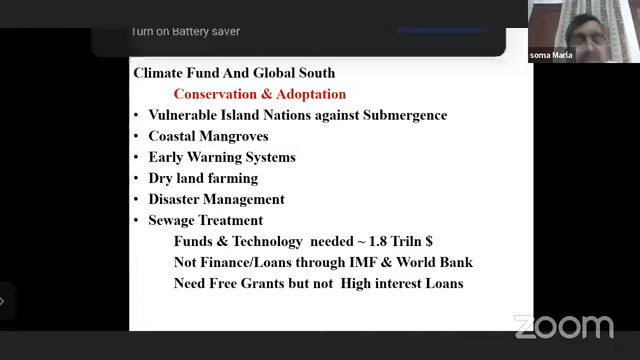 Turn on Battery saver
soma Marla
Climate Fund And Global South
Conservation & Adoptation
• Vulnerable Island Nations against Submergence
• Coastal Mangroves
• Early Warning Systems
• Dry land farming
• Disaster Management
• Sewage Treatment
Funds & Technology needed ~ 1.8 Triln $
Not Finance/Loans through IMF & World Bank
Need Free Grants but not High interest Loans
zoom